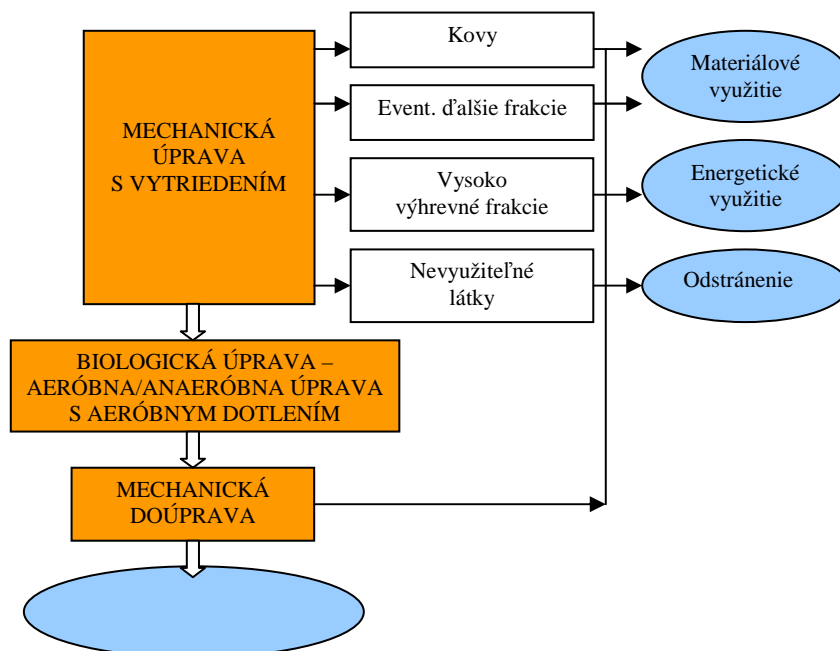 MECHANICKÁ
ÚPRAVA
S VYTRIEDENÍM
Kovy
Event. ďalšie frakcie
Vysoko
výhrevné frakcie
Nevyužiteľné
látky
Materiálové
využitie
Energetické
využitie
Odstránenie
BIOLOGICKÁ ÚPRAVA –
AERÓBNA/ANAERÓBNA ÚPRAVA
S AERÓBNYM DOTLENÍM
MECHANICKÁ
DOÚPRAVA